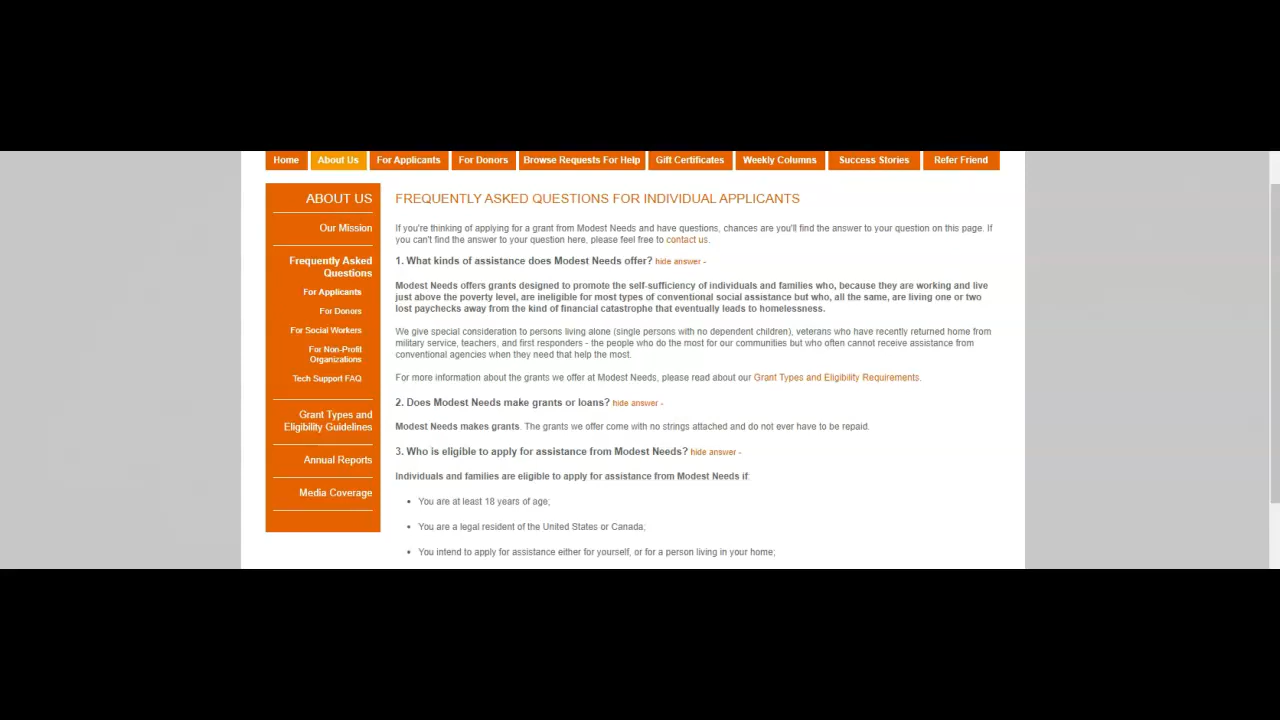 Home About Us For Applicants For Donors Browse Requests For Help Gift Certificates Weekly Columns Success Stories Refer Friend
ABOUT US
Our Mission
Frequently Asked
Questions
For Applicants
For Donors
For Social Workers
For Non-Profit
Organizations
Tech Support FAQ
Grant Types and
Eligibility Guidelines
Annual Reports
Media Coverage
FREQUENTLY ASKED QUESTIONS FOR INDIVIDUAL APPLICANTS
If you're thinking of applying for a grant from Modest Needs and have questions, chances are you'll find the answer to your question on this page. If
you can't find the answer to your question here, please feel free to contact us.
1. What kinds of assistance does Modest Needs offer? hide answer -
Modest Needs offers grants designed to promote the self-sufficiency of individuals and families who, because they are working and live
just above the poverty level, are ineligible for most types of conventional social assistance but who, all the same, are living one or two
lost paychecks away from the kind of financial catastrophe that eventually leads to homelessness.
We give special consideration to persons living alone (single persons with no dependent children), veterans who have recently returned home from
military service, teachers, and first responders - the people who do the most for our communities but who often cannot receive assistance from
conventional agencies when they need that help the most.
For more information about the grants we offer at Modest Needs, please read about our Grant Types and Eligibility Requirements.
2. Does Modest Needs make grants or loans? hide answer -
Modest Needs makes grants. The grants we offer come with no strings attached and do not ever have to be repaid.
3. Who is eligible to apply for assistance from Modest Needs? hide answer -
Individuals and families are eligible to apply for assistance from Modest Needs if:
• You are at least 18 years of age;
• You are a legal resident of the United States or Canada;
• You intend to apply for assistance either for yourself, or for a person living in your home;